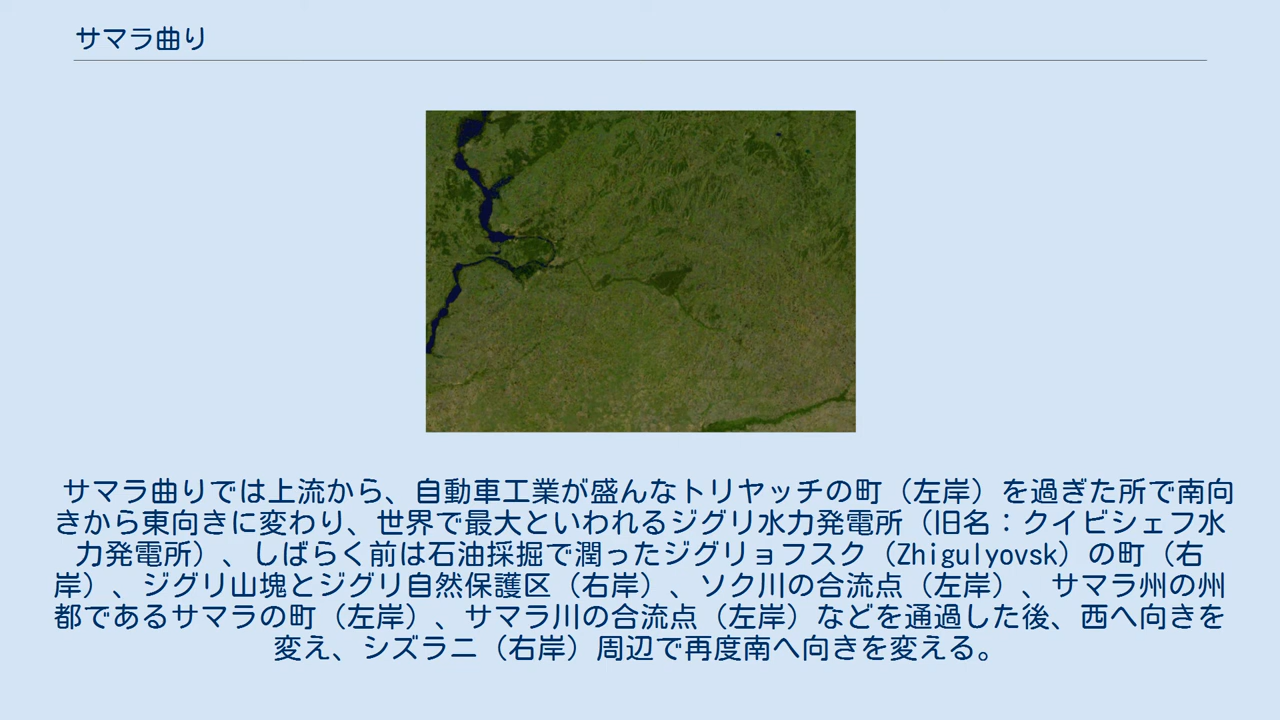 サマラ曲り
サマラ曲りでは上流から、自動車工業が盛んなトリヤッチの町（左岸）を過ぎた所で南向
きから東向きに変わり、世界で最大といわれるジグリ水力発電所（旧名：クイビシェフ水
力発電所）、しばらく前は石油採掘で潤ったジグリョフスク（Zhigulyovsk）の町（右
岸）、ジグリ山塊とジグリ自然保護区（右岸）、ソク川の合流点（左岸）、サマラ州の州
都であるサマラの町（左岸）、サマラ川の合流点（左岸）などを通過した後、西へ向きを
変え、シズラニ（右岸）周辺で再度南へ向きを変える。